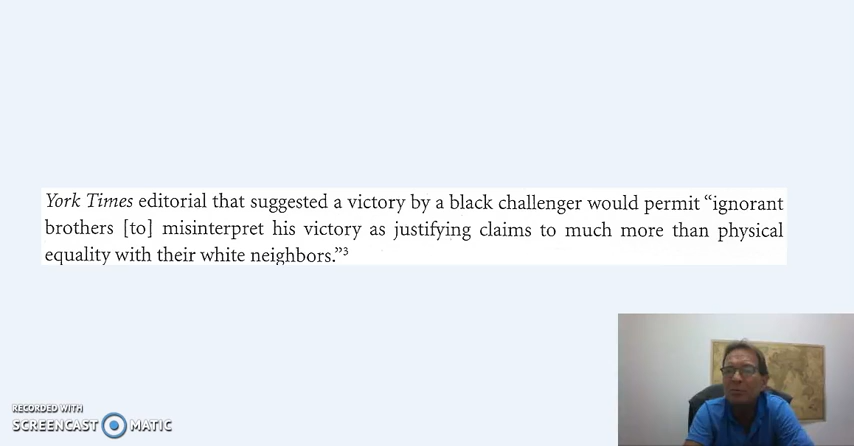 York Times editorial that suggested a victory by a black challenger would permit “ignorant
brothers [to] misinterpret his victory as justifying claims to much more than physical
equality with their white neighbors.”3
RECORDED WITH
SCREENCAST MATIC